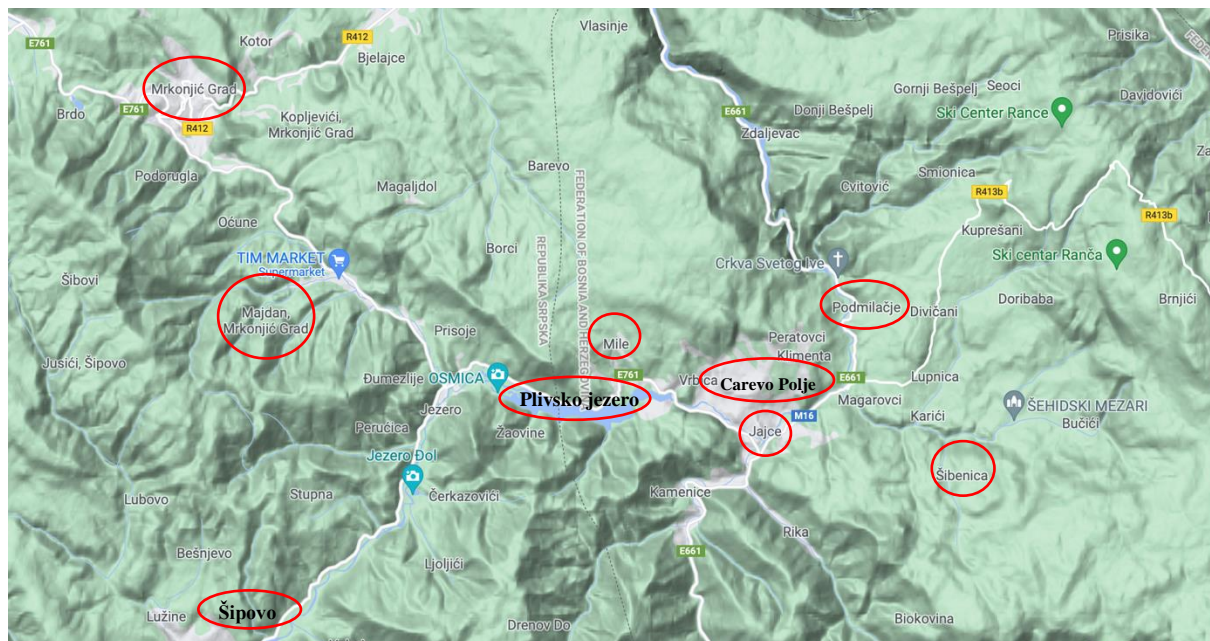 Vlasinje
Prisika
E761
Kotor
R412
FEDER
Bjelajce
E661
Gornji Bešpelj
Seoci
Davidovići
Mrkonjić Grad
Ski Center Rance
Brdo
E761
R412
Kopljevići,
Mrkonjić Grad
Donji Bešpelj
Zdaljevac
Za
Podorugla
Barevo
Smionica
Magaljdol
FEDERATION OF BOSNIA AND HERZEGOVINA
Cvitović
R413b
R413b
Oćune
Kuprešani
Borci
REPUBLIKA SRPSKA
TIM MARKET
Supermarket
Crkva Svetog Ive
Ski centar Ranča
Šibovi
Majdan,
Mrkonjić Grad
Podmilačje
Divičani
Doribaba
Brnjići
Prisoje
Mile
Peratovci
Klimenta
Jusići, Šipovo
Đumezlije
OSMICA
E761
Vrbica
Carevo Polje
E661
Lupnica
Plivsko jezero
Magarovci
Jezero
M16
Karići
ŠEHIDSKI MEZARI
Bučići
Perućica
Žaovine
Jajce
Jezero Đol
Šibenica
Lubovo
Stupna
Čerkazovići
Kamenice
Rika
Bešnjevo
Ljoljići
E661
Lužine
Šipovo
Drenov Do
Biokovina